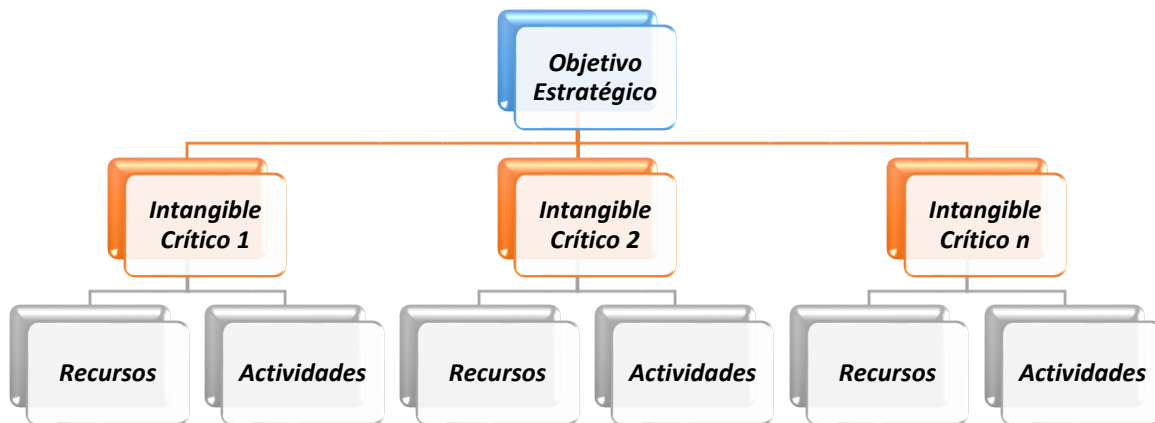 Objetivo
Estratégico
Intangible
Crítico 1
Intangible
Crítico 2
Intangible
Crítico n
Recursos
Actividades
Recursos
Actividades
Recursos
Actividades